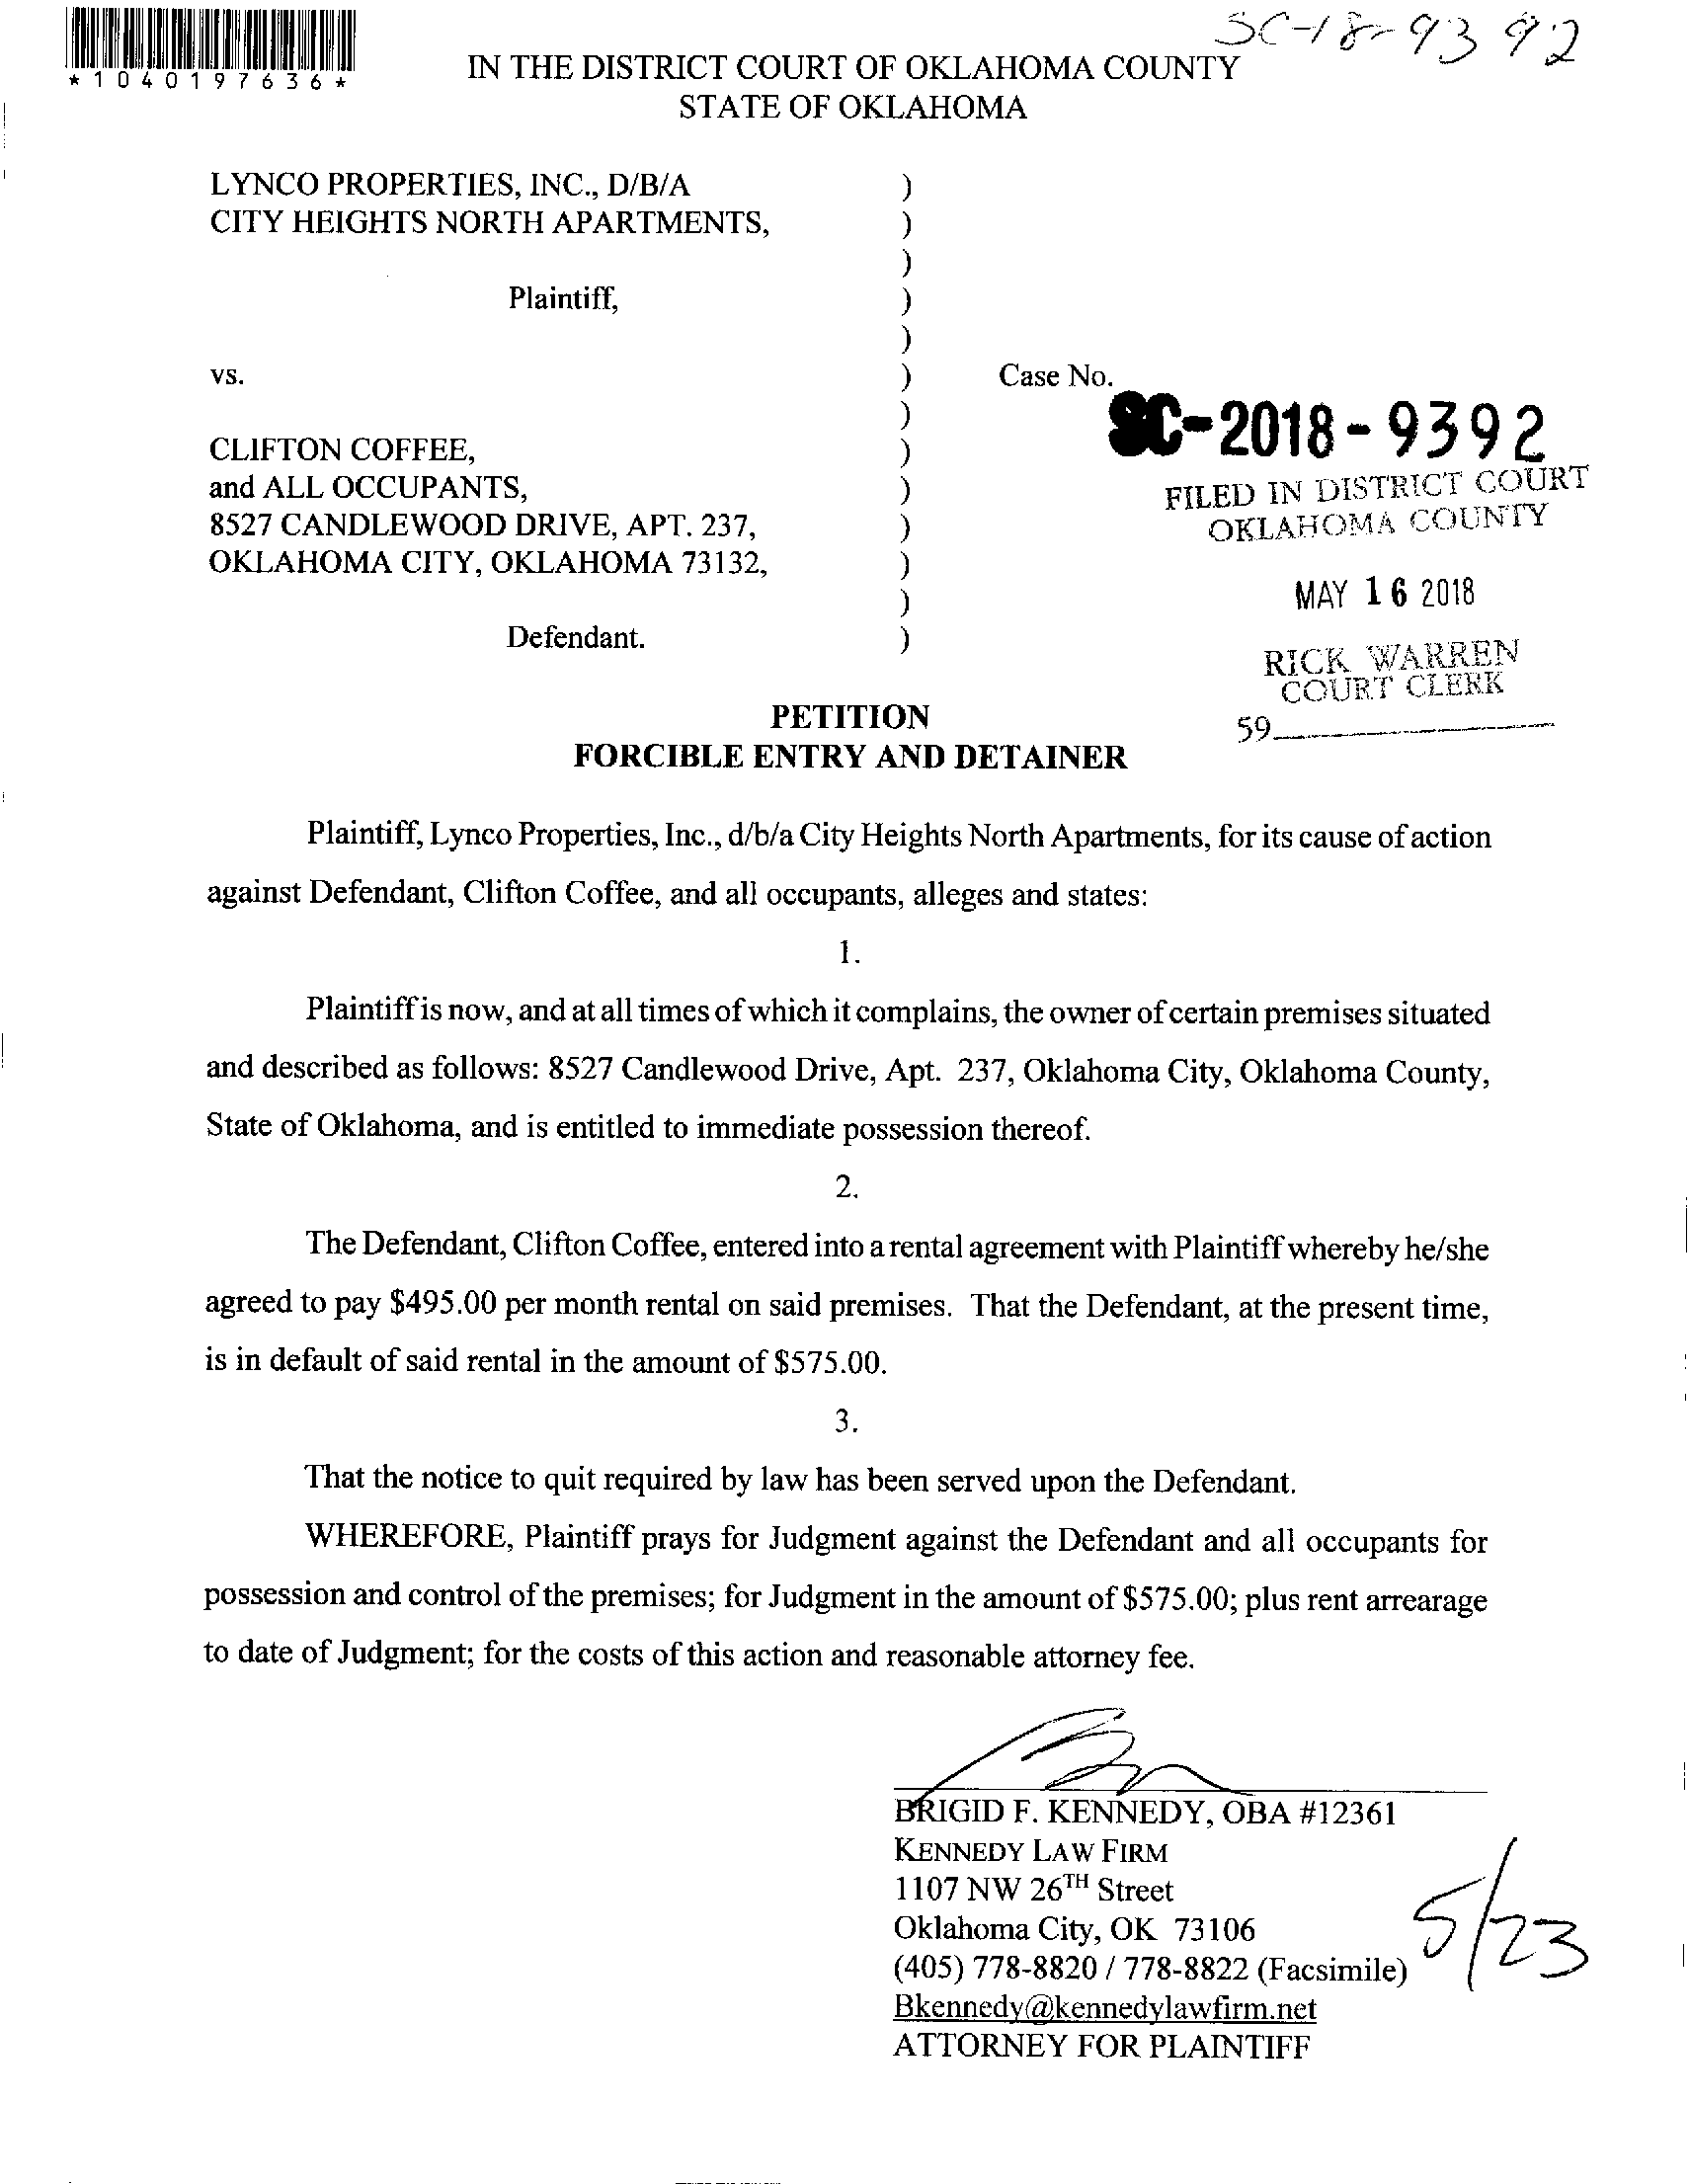 SC-18-9392
*1040197636*
IN THE DISTRICT COURT OF OKLAHOMA COUNTY
STATE OF OKLAHOMA
LYNCO PROPERTIES, INC., D/B/A )
CITY HEIGHTS NORTH APARTMENTS, )
)
Plaintiff, )
)
vs. ) Case No.
) SC-2018-9392
CLIFTON COFFEE, )
and ALL OCCUPANTS, ) FILED IN DISTRICT COURT
8527 CANDLEWOOD DRIVE, APT. 237, ) OKLAHOMA COUNTY
OKLAHOMA CITY, OKLAHOMA 73132, )
) MAY 16 2018
Defendant. )
RICK WARREN
COURT CLERK
59
PETITION
FORCIBLE ENTRY AND DETAINER
Plaintiff, Lynco Properties, Inc., d/b/a City Heights North Apartments, for its cause of action
against Defendant, Clifton Coffee, and all occupants, alleges and states:
1.
Plaintiff is now, and at all times of which it complains, the owner of certain premises situated
and described as follows: 8527 Candlewood Drive, Apt. 237, Oklahoma City, Oklahoma County,
State of Oklahoma, and is entitled to immediate possession thereof.
2.
The Defendant, Clifton Coffee, entered into a rental agreement with Plaintiff whereby he/she
agreed to pay $495.00 per month rental on said premises. That the Defendant, at the present time,
is in default of said rental in the amount of $575.00.
3.
That the notice to quit required by law has been served upon the Defendant.
WHEREFORE, Plaintiff prays for Judgment against the Defendant and all occupants for
possession and control of the premises; for Judgment in the amount of $575.00; plus rent arrearage
to date of Judgment; for the costs of this action and reasonable attorney fee.
BRIGID F. KENNEDY, OBA #12361
KENNEDY LAW FIRM
1107 NW 26TH Street
Oklahoma City, OK 73106
(405) 778-8820 / 778-8822 (Facsimile)
Bkennedy@kennedylawfirm.net
ATTORNEY FOR PLAINTIFF
5/23